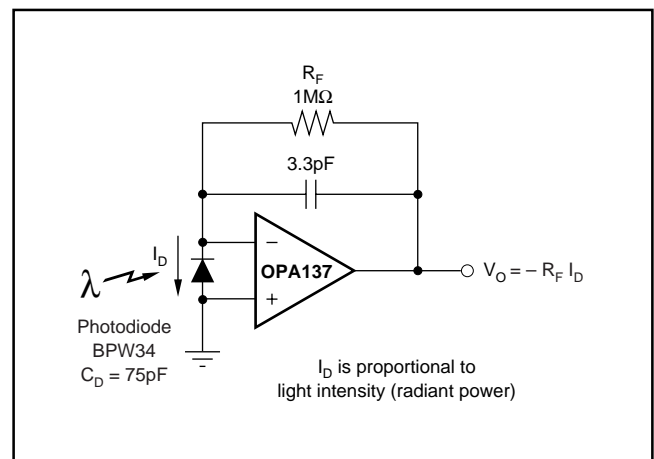 R_F
1MΩ
3.3pF
I_D
λ
−
+
OPA137
V_O = − R_F I_D
Photodiode
BPW34
C_D = 75pF
I_D is proportional to
light intensity (radiant power)